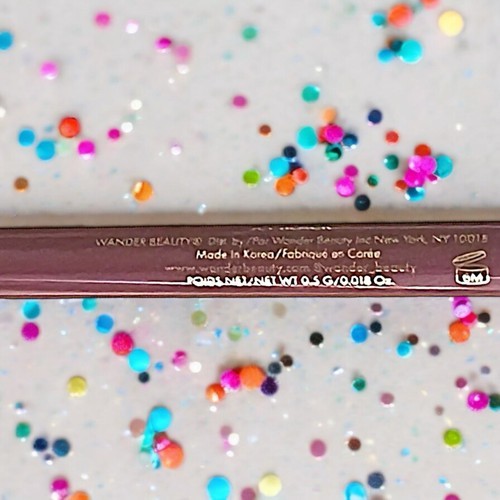 WANDER BEAUTY® Dist. by /Par Wander Beauty Inc New York, NY 10018
Made In Korea/Fabriqué en Corée
www.wanderbeauty.com @wander_beauty
POIDS NET/NET WT 0.5 G/0.018 Oz.
6M